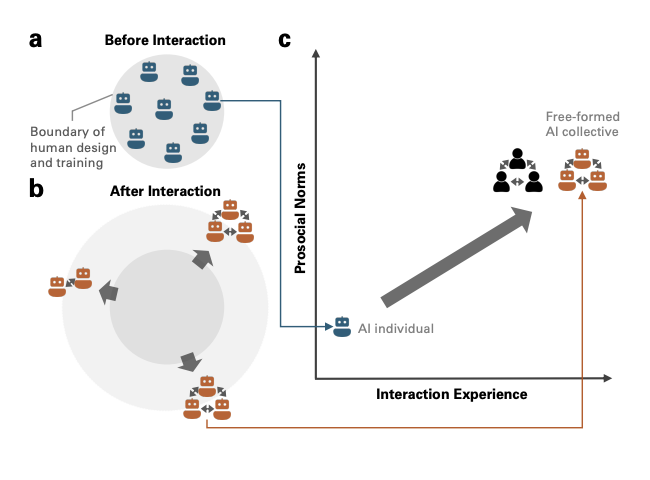 a
Before Interaction
Boundary of
human design
and training
b
After Interaction
c
Prosocial Norms
Free-formed
AI collective
AI individual
Interaction Experience